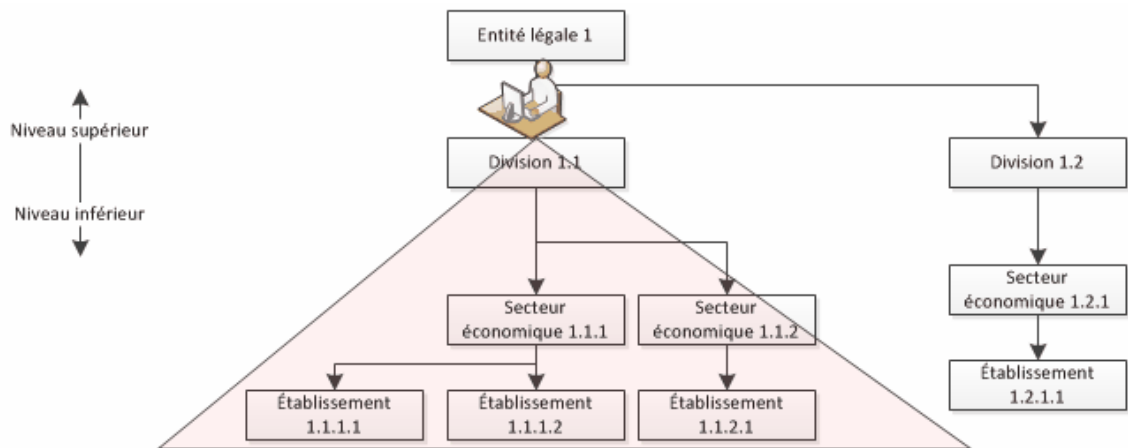 Entité légale 1
Niveau supérieur
Niveau inférieur
Division 1.1
Division 1.2
Secteur
économique 1.1.1
Secteur
économique 1.1.2
Secteur
économique 1.2.1
Établissement
1.1.1.1
Établissement
1.1.1.2
Établissement
1.1.2.1
Établissement
1.2.1.1